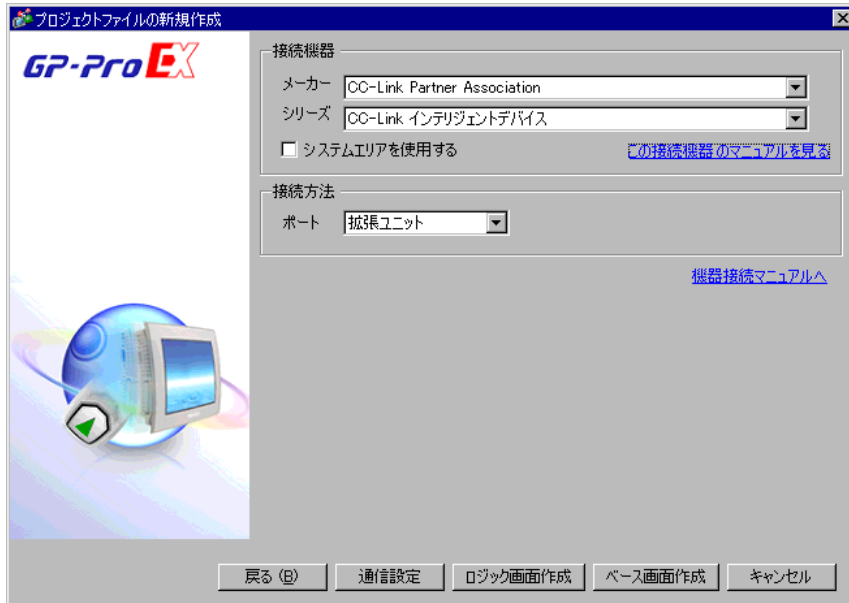 プロジェクトファイルの新規作成
GP-Pro EX
接続機器
メーカー CC-Link Partner Association
シリーズ CC-Link インテリジェントデバイス
システムエリアを使用する この接続機器のマニュアルを見る
接続方法
ポート 拡張ユニット
機器接続マニュアルへ
戻る (B) 通信設定 ロジック画面作成 ベース画面作成 キャンセル